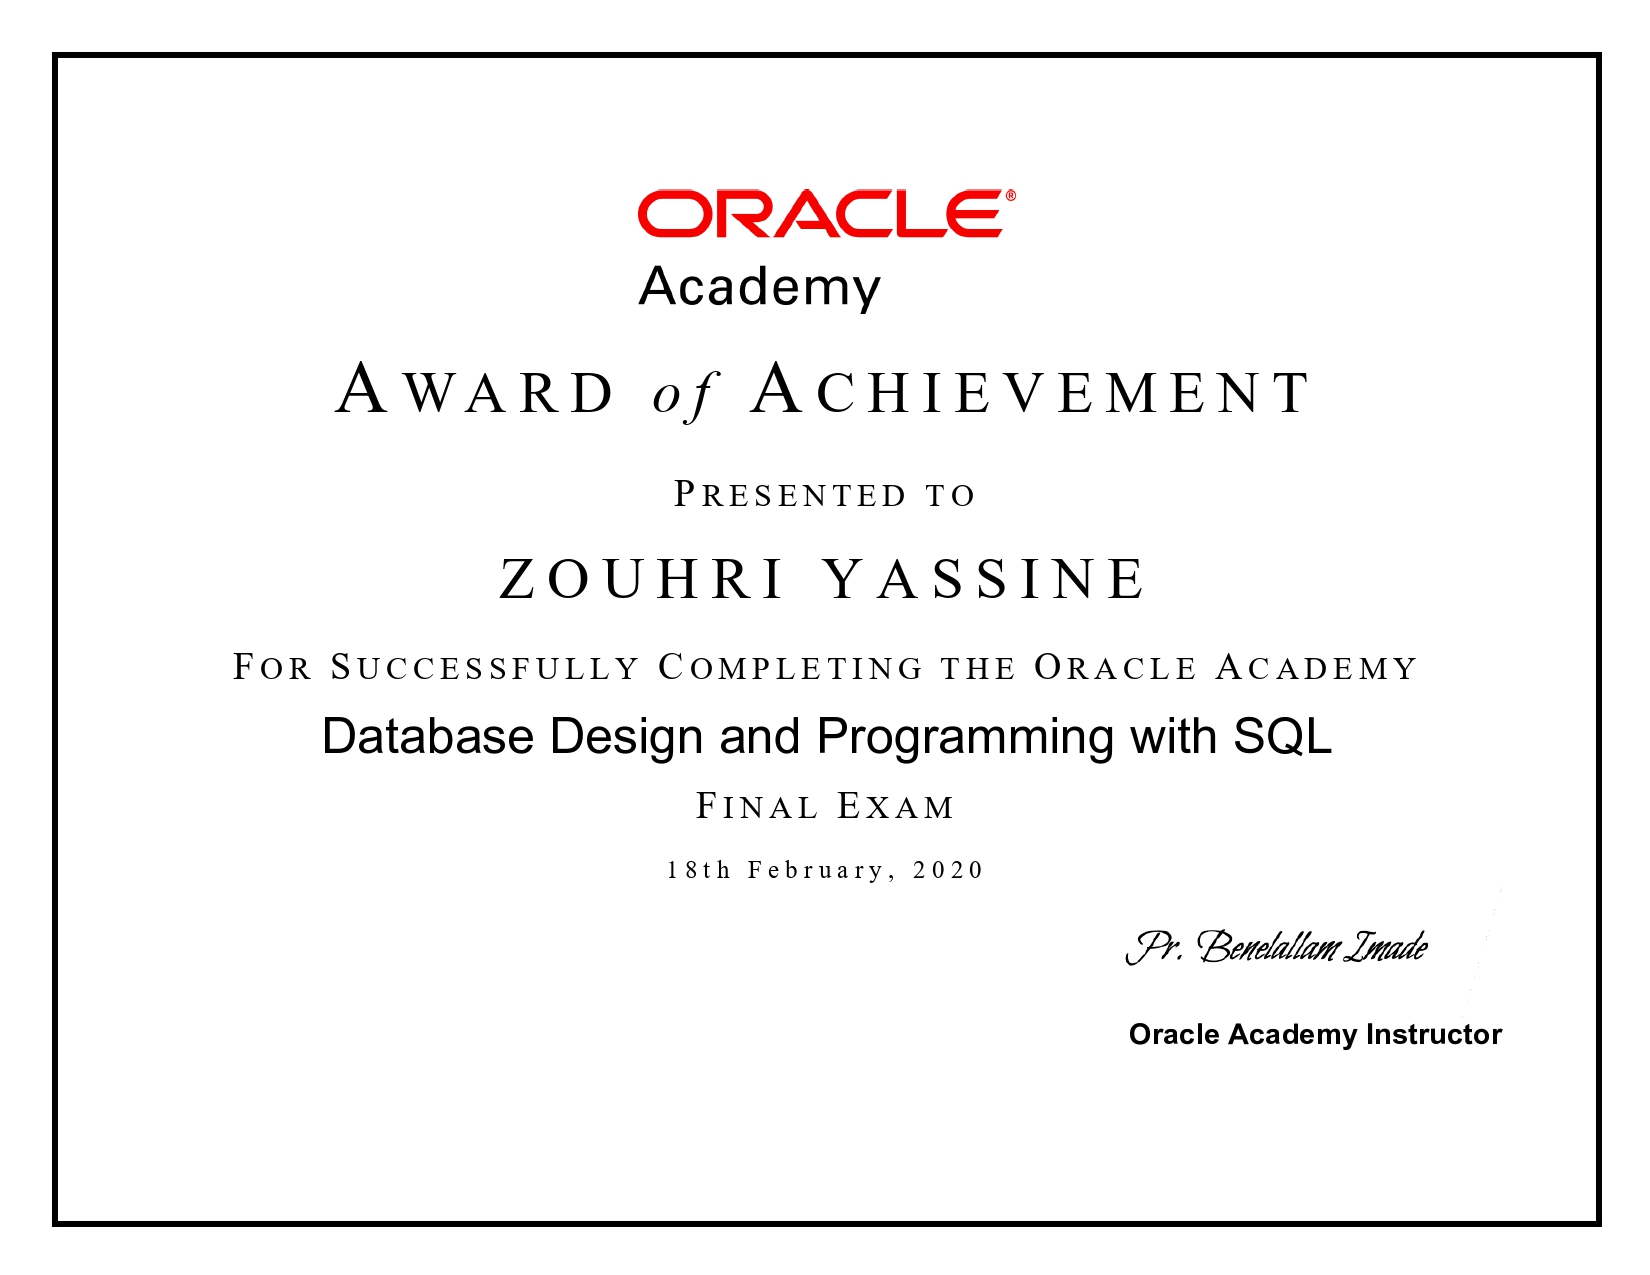 ORACLE®
Academy
AWARD of ACHIEVEMENT
PRESENTED TO
ZOUHRI YASSINE
FOR SUCCESSFULLY COMPLETING THE ORACLE ACADEMY
Database Design and Programming with SQL
FINAL EXAM
18th February, 2020
Pr. Benelallam Imade
Oracle Academy Instructor